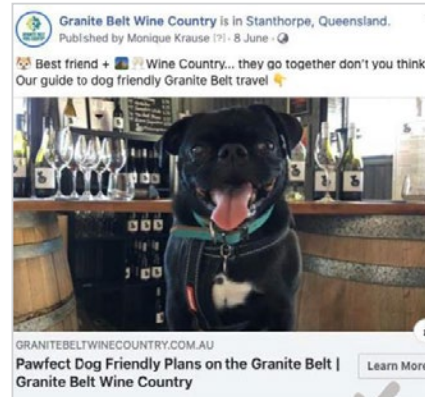 Granite Belt Wine Country is in Stanthorpe, Queensland.
Published by Monique Krause [?] · 8 June ·
Best friend + Wine Country... they go together don't you think
Our guide to dog friendly Granite Belt travel
GRANITEBELTWINECOUNTRY.COM.AU
Pawfect Dog Friendly Plans on the Granite Belt |
Granite Belt Wine Country
Learn More